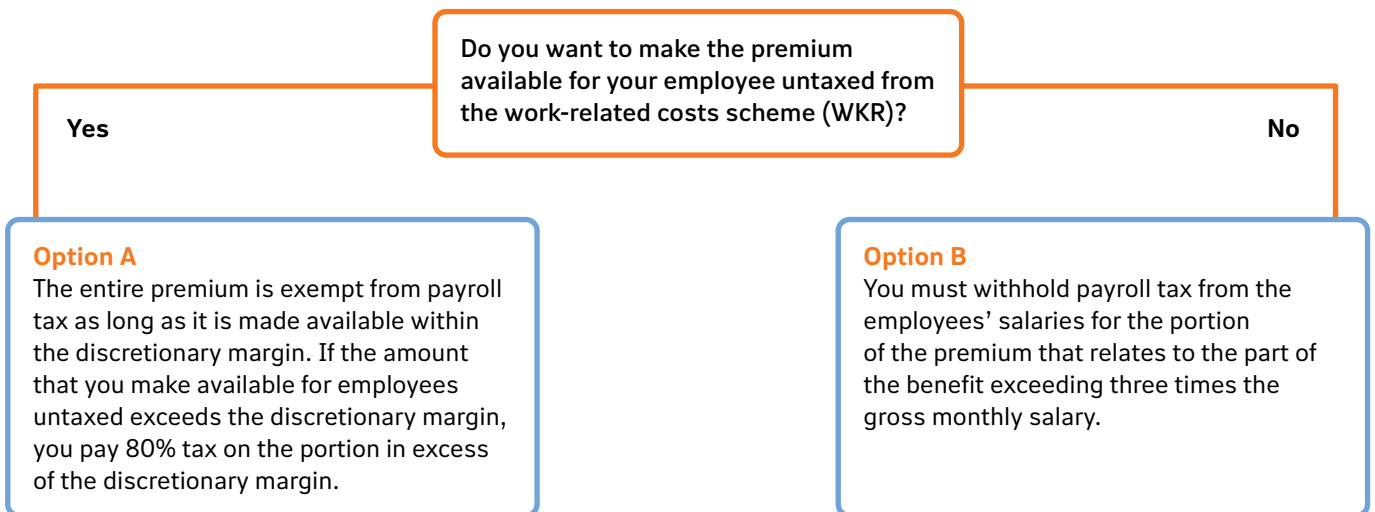 Do you want to make the premium
available for your employee untaxed from
the work-related costs scheme (WKR)?
Yes
No
Option A
The entire premium is exempt from payroll
tax as long as it is made available within
the discretionary margin. If the amount
that you make available for employees
untaxed exceeds the discretionary margin,
you pay 80% tax on the portion in excess
of the discretionary margin.
Option B
You must withhold payroll tax from the
employees’ salaries for the portion
of the premium that relates to the part of
the benefit exceeding three times the
gross monthly salary.